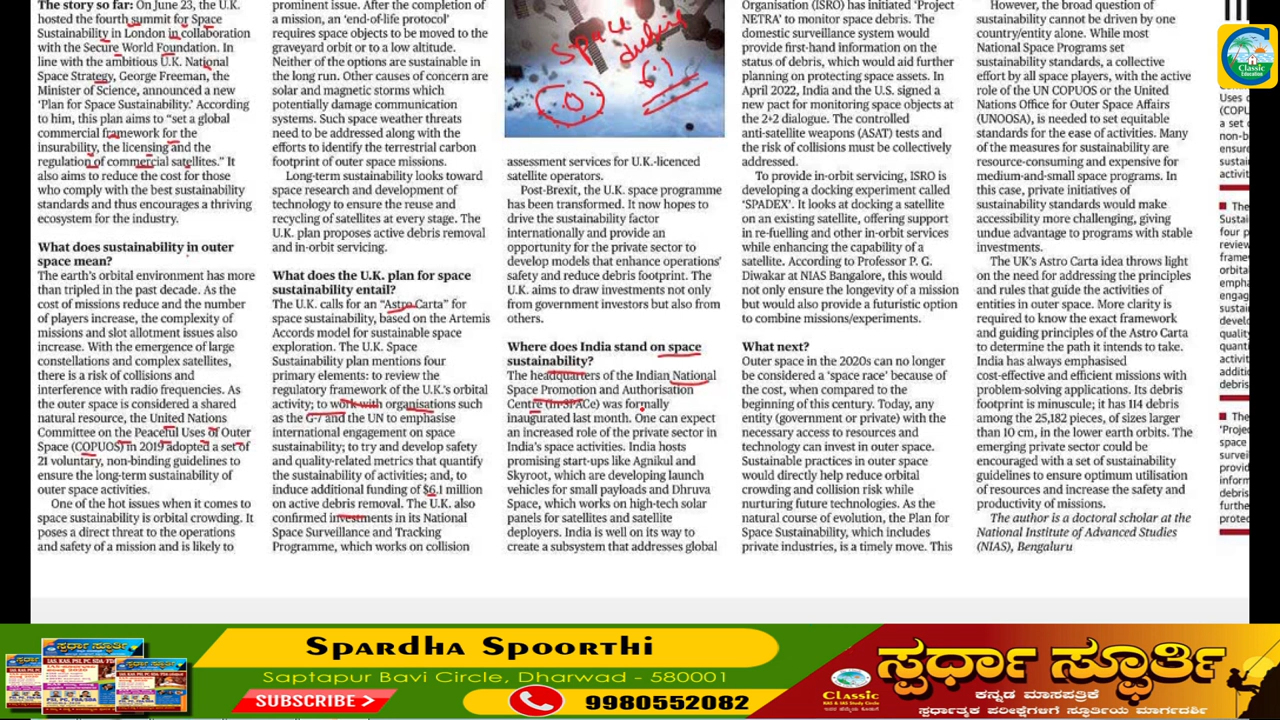 The story so far: On June 23, the U.K.
hosted the fourth summit for Space
Sustainability in London in collaboration
with the Secure World Foundation. In
line with the ambitious U.K. National
Space Strategy, George Freeman, the
Minister of Science, announced a new
'Plan for Space Sustainability.' According
to him, this plan aims to “set a global
commercial framework for the
insurability, the licensing and the
regulation of commercial satellites.” It
also aims to reduce the cost for those
who comply with the best sustainability
standards and thus encourages a thriving
ecosystem for the industry.
What does sustainability in outer
space mean?
The earth's orbital environment has more
than tripled in the past decade. As the
cost of missions reduce and the number
of players increase, the complexity of
missions and slot allotment issues also
increase. With the emergence of large
constellations and complex satellites,
there is a risk of collisions and
interference with radio frequencies. As
the outer space is considered a shared
natural resource, the United Nations
Committee on the Peaceful Uses of Outer
Space (COPUOS) in 2019 adopted a set of
21 voluntary, non-binding guidelines to
ensure the long-term sustainability of
outer space activities.
One of the hot issues when it comes to
space sustainability is orbital crowding. It
poses a direct threat to the operations
and safety of a mission and is likely to
prominent issue. After the completion of
a mission, an 'end-of-life protocol'
requires space objects to be moved to the
graveyard orbit or to a low altitude.
Neither of the options are sustainable in
the long run. Other causes of concern are
solar and magnetic storms which
potentially damage communication
systems. Such space weather threats
need to be addressed along with the
efforts to identify the terrestrial carbon
footprint of outer space missions.
Long-term sustainability looks toward
space research and development of
technology to ensure the reuse and
recycling of satellites at every stage. The
U.K. plan proposes active debris removal
and in-orbit servicing.
What does the U.K. plan for space
sustainability entail?
The U.K. calls for an “Astro Carta” for
space sustainability, based on the Artemis
Accords model for sustainable space
exploration. The U.K. Space
Sustainability plan mentions four
primary elements: to review the
regulatory framework of the U.K.'s orbital
activity; to work with organisations such
as the G-7 and the UN to emphasise
international engagement on space
sustainability; to try and develop safety
and quality-related metrics that quantify
the sustainability of activities; and, to
induce additional funding of $6.1 million
on active debris removal. The U.K. also
confirmed investments in its National
Space Surveillance and Tracking
Programme, which works on collision
Space
debris
assessment services for U.K.-licenced
satellite operators.
Post-Brexit, the U.K. space programme
has been transformed. It now hopes to
drive the sustainability factor
internationally and provide an
opportunity for the private sector to
develop models that enhance operations'
safety and reduce debris footprint. The
U.K. aims to draw investments not only
from government investors but also from
others.
Where does India stand on space
sustainability?
The headquarters of the Indian National
Space Promotion and Authorisation
Centre (In-SPACe) was formally
inaugurated last month. One can expect
an increased role of the private sector in
India's space activities. India hosts
promising start-ups like Agnikul and
Skyroot, which are developing launch
vehicles for small payloads and Dhruva
Space, which works on high-tech solar
panels for satellites and satellite
deployers. India is well on its way to
create a subsystem that addresses global
Organisation (ISRO) has initiated 'Project
NETRA' to monitor space debris. The
domestic surveillance system would
provide first-hand information on the
status of debris, which would aid further
planning on protecting space assets. In
April 2022, India and the U.S. signed a
new pact for monitoring space objects at
the 2+2 dialogue. The controlled
anti-satellite weapons (ASAT) tests and
the risk of collisions must be collectively
addressed.
To provide in-orbit servicing, ISRO is
developing a docking experiment called
'SPADEX'. It looks at docking a satellite
on an existing satellite, offering support
in re-fuelling and other in-orbit services
while enhancing the capability of a
satellite. According to Professor P. G.
Diwakar at NIAS Bangalore, this would
not only ensure the longevity of a mission
but would also provide a futuristic option
to combine missions/experiments.
What next?
Outer space in the 2020s can no longer
be considered a 'space race' because of
the cost, when compared to the
beginning of this century. Today, any
entity (government or private) with the
necessary access to resources and
technology can invest in outer space.
Sustainable practices in outer space
would directly help reduce orbital
crowding and collision risk while
nurturing future technologies. As the
natural course of evolution, the Plan for
Space Sustainability, which includes
private industries, is a timely move. This
However, the broad question of
sustainability cannot be driven by one
country/entity alone. While most
National Space Programs set
sustainability standards, a collective
effort by all space players, with the active
role of the UN COPUOS or the United
Nations Office for Outer Space Affairs
(UNOOSA), is needed to set equitable
standards for the ease of activities. Many
of the measures for sustainability are
resource-consuming and expensive for
medium-and-small space programs. In
this case, private initiatives of
sustainability standards would make
accessibility more challenging, giving
undue advantage to programs with stable
investments.
The UK's Astro Carta idea throws light
on the need for addressing the principles
and rules that guide the activities of
entities in outer space. More clarity is
required to know the exact framework
and guiding principles of the Astro Carta
to determine the path it intends to take.
India has always emphasised
cost-effective and efficient missions with
problem-solving applications. Its debris
footprint is minuscule; it has 114 debris
among the 25,182 pieces, of sizes larger
than 10 cm, in the lower earth orbits. The
emerging private sector could be
encouraged with a set of sustainability
guidelines to ensure optimum utilisation
of resources and increase the safety and
productivity of missions.
The author is a doctoral scholar at the
National Institute of Advanced Studies
(NIAS), Bengaluru
Classic
Education
Uses o
(COPU
a set
non-b
ensure
sustai
activit
The
Sustai
four p
review
frame
orbita
empha
engag
sustai
develo
quality
quanti
activit
additio
debris
The
'Proje
space
survei
provid
inform
debris
furthe
protec
Spardha Spoorthi
Saptapur Bavi Circle, Dharwad - 580001
SUBSCRIBE
9980552082
Classic
IAS & KAS Study Circle
ಸ್ಪರ್ಧಾ ಸ್ಫೂರ್ತಿ
ಕನ್ನಡ ಮಾಸಪತ್ರಿಕೆ
ಸ್ಪರ್ಧಾತ್ಮಕ ಪರೀಕ್ಷೆಗಳಿಗೆ ಸ್ಫೂರ್ತಿಯ ಮಾರ್ಗದರ್ಶಿ